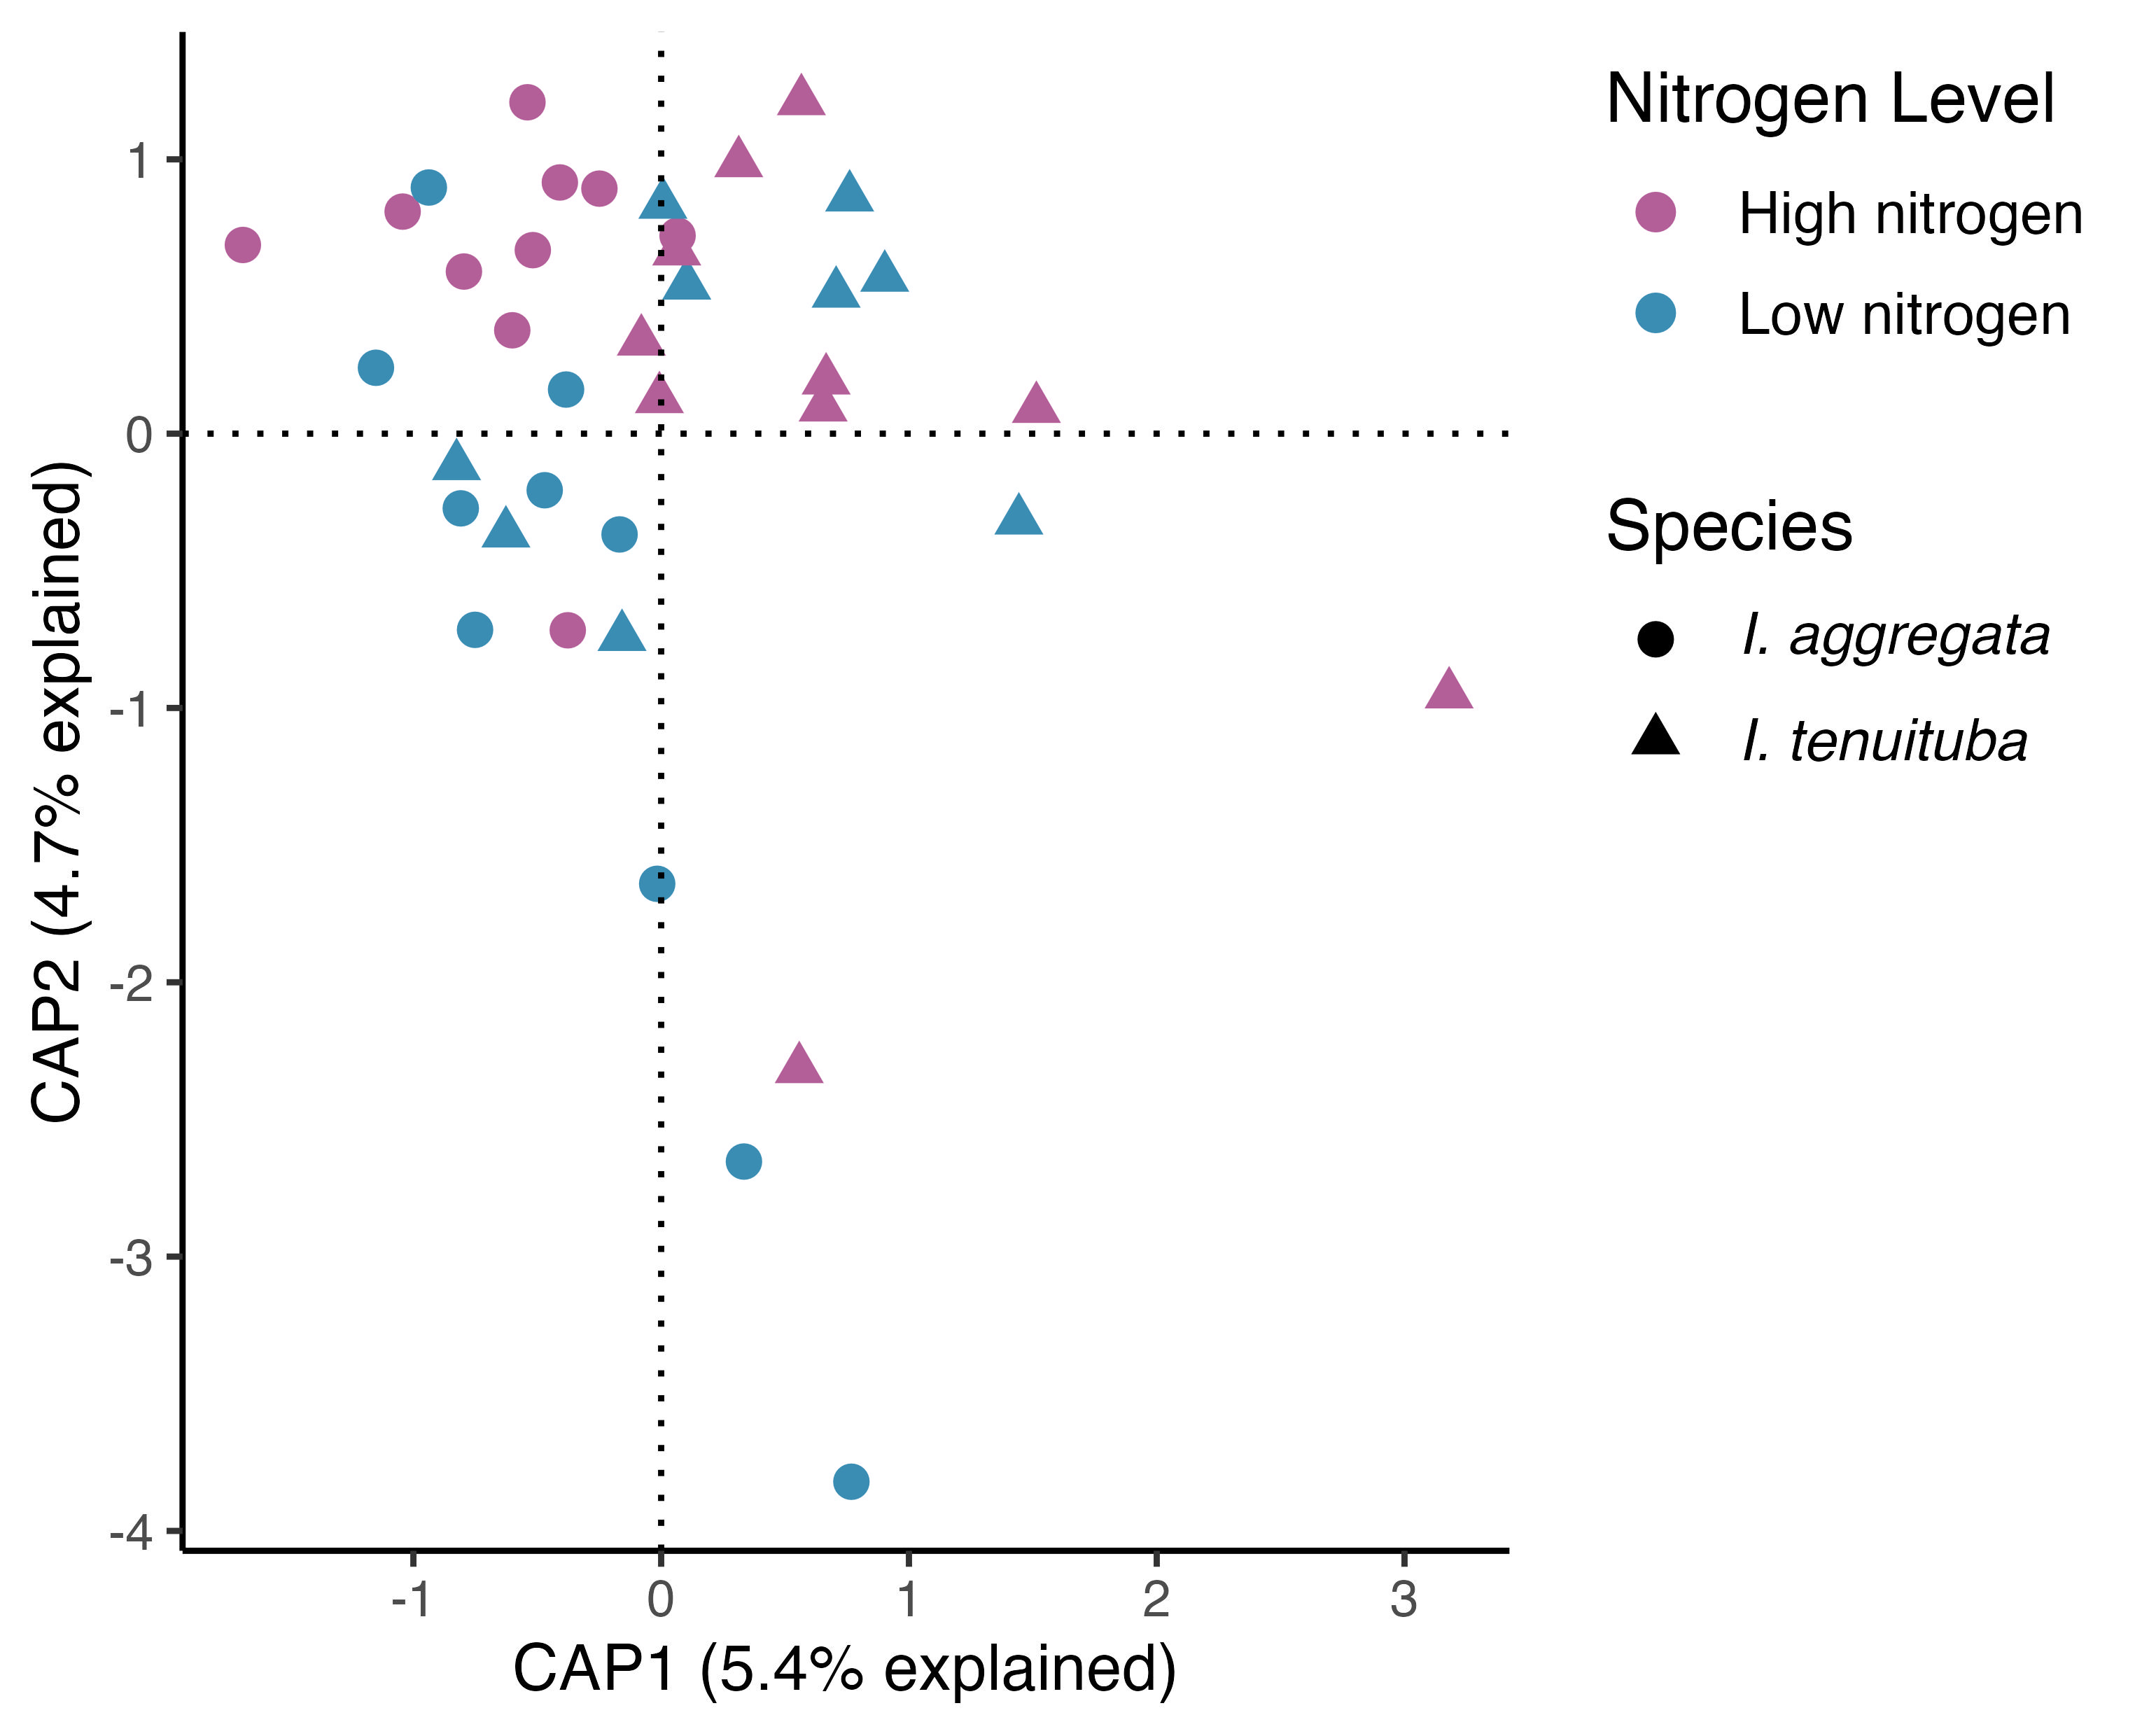 Nitrogen Level
High nitrogen
Low nitrogen
Species
I. aggregata
I. tenuituba
CAP2 (4.7% explained)
1
0
-1
-2
-3
-4
-1 0 1 2 3
CAP1 (5.4% explained)